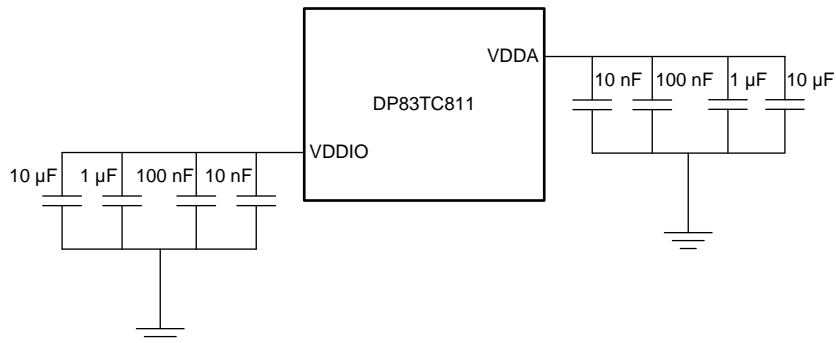 VDDA
10 nF 100 nF 1 µF 10 µF
DP83TC811
VDDIO
10 µF 1 µF 100 nF 10 nF